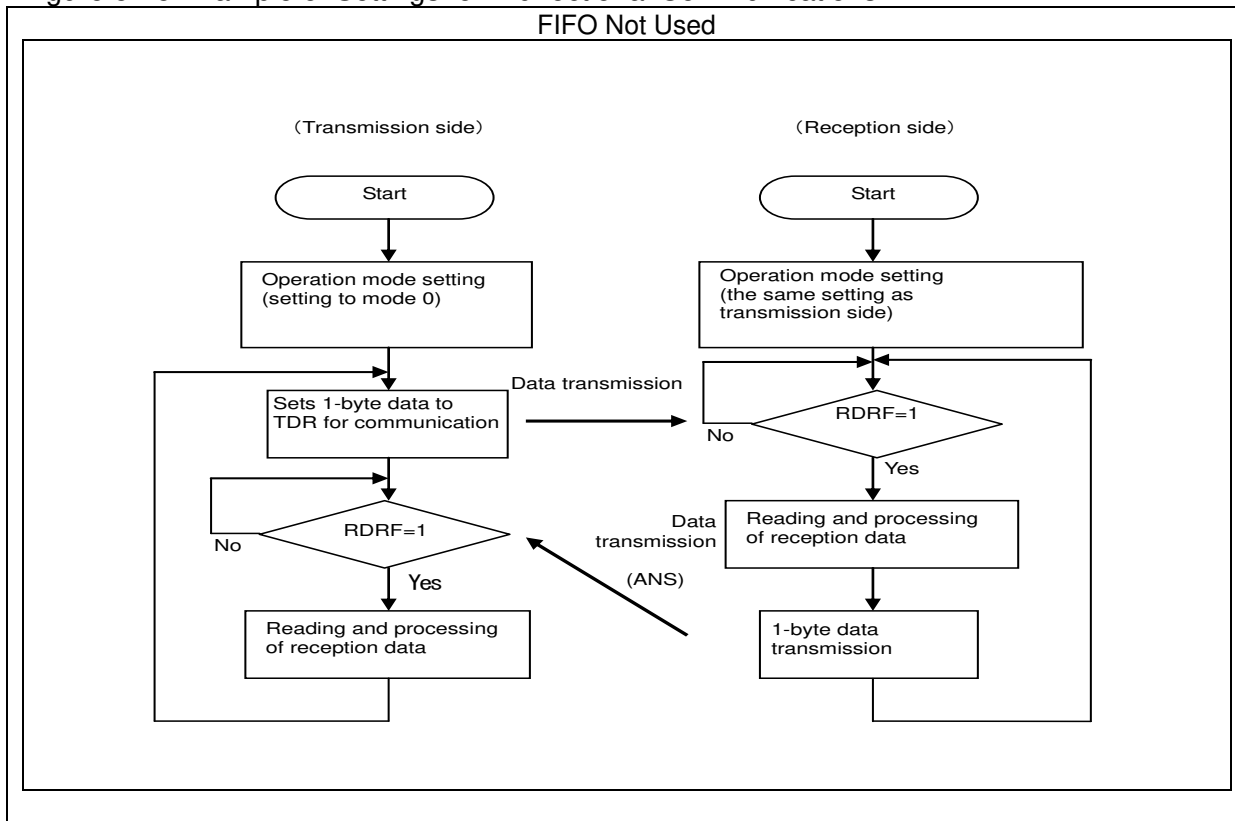 FIFO Not Used
(Transmission side)
(Reception side)
Start
Start
Operation mode setting
(setting to mode 0)
Operation mode setting
(the same setting as
transmission side)
Sets 1-byte data to
TDR for communication
Data transmission
RDRF=1
No
Yes
RDRF=1
No
Yes
Data
transmission
(ANS)
Reading and processing
of reception data
Reading and processing
of reception data
1-byte data
transmission